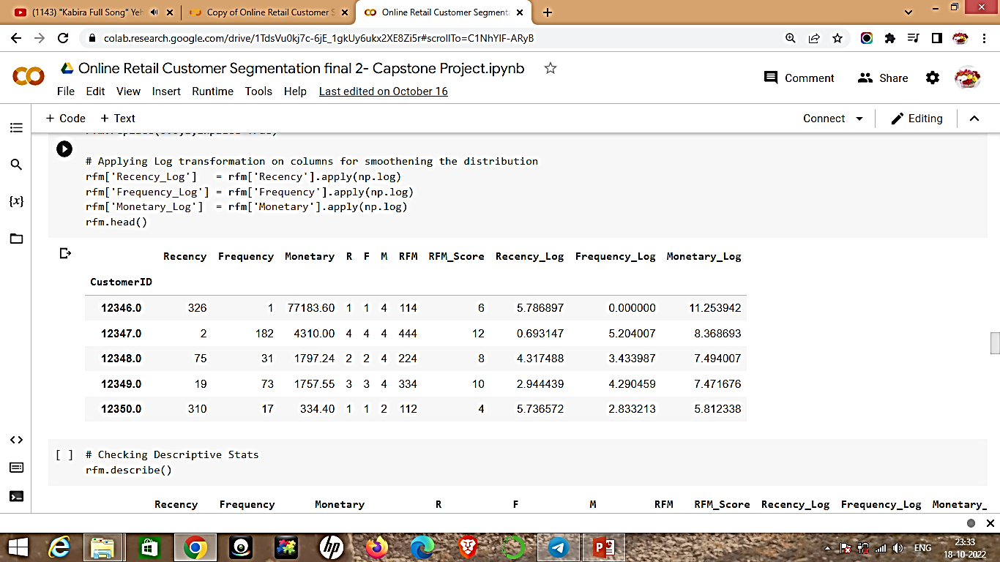 (1143) "Kabira Full Song" Yeh
Copy of Online Retail Customer S
Online Retail Customer Segmenta
colab.research.google.com/drive/1TdsVu0kj7c-6jE_1gkUy6ukx2XE8Zi5r#scrollTo=C1NhYlF-ARyB
Online Retail Customer Segmentation final 2- Capstone Project.ipynb
Comment
Share
File Edit View Insert Runtime Tools Help Last edited on October 16
+ Code + Text
Connect
Editing
# Applying Log transformation on columns for smoothening the distribution
rfm['Recency_Log'] = rfm['Recency'].apply(np.log)
rfm['Frequency_Log'] = rfm['Frequency'].apply(np.log)
rfm['Monetary_Log'] = rfm['Monetary'].apply(np.log)
rfm.head()
{x}
Recency Frequency Monetary R F M RFM RFM_Score Recency_Log Frequency_Log Monetary_Log
CustomerID
12346.0 326 1 77183.60 1 1 4 114 6 5.786897 0.000000 11.253942
12347.0 2 182 4310.00 4 4 4 444 12 0.693147 5.204007 8.368693
12348.0 75 31 1797.24 2 2 4 224 8 4.317488 3.433987 7.494007
12349.0 19 73 1757.55 3 3 4 334 10 2.944439 4.290459 7.471676
12350.0 310 17 334.40 1 1 2 112 4 5.736572 2.833213 5.812338
[ ] # Checking Descriptive Stats
rfm.describe()
Recency Frequency Monetary R F M RFM RFM_Score Recency_Log Frequency_Log Monetary_
hp
ENG
23:33
18-10-2022